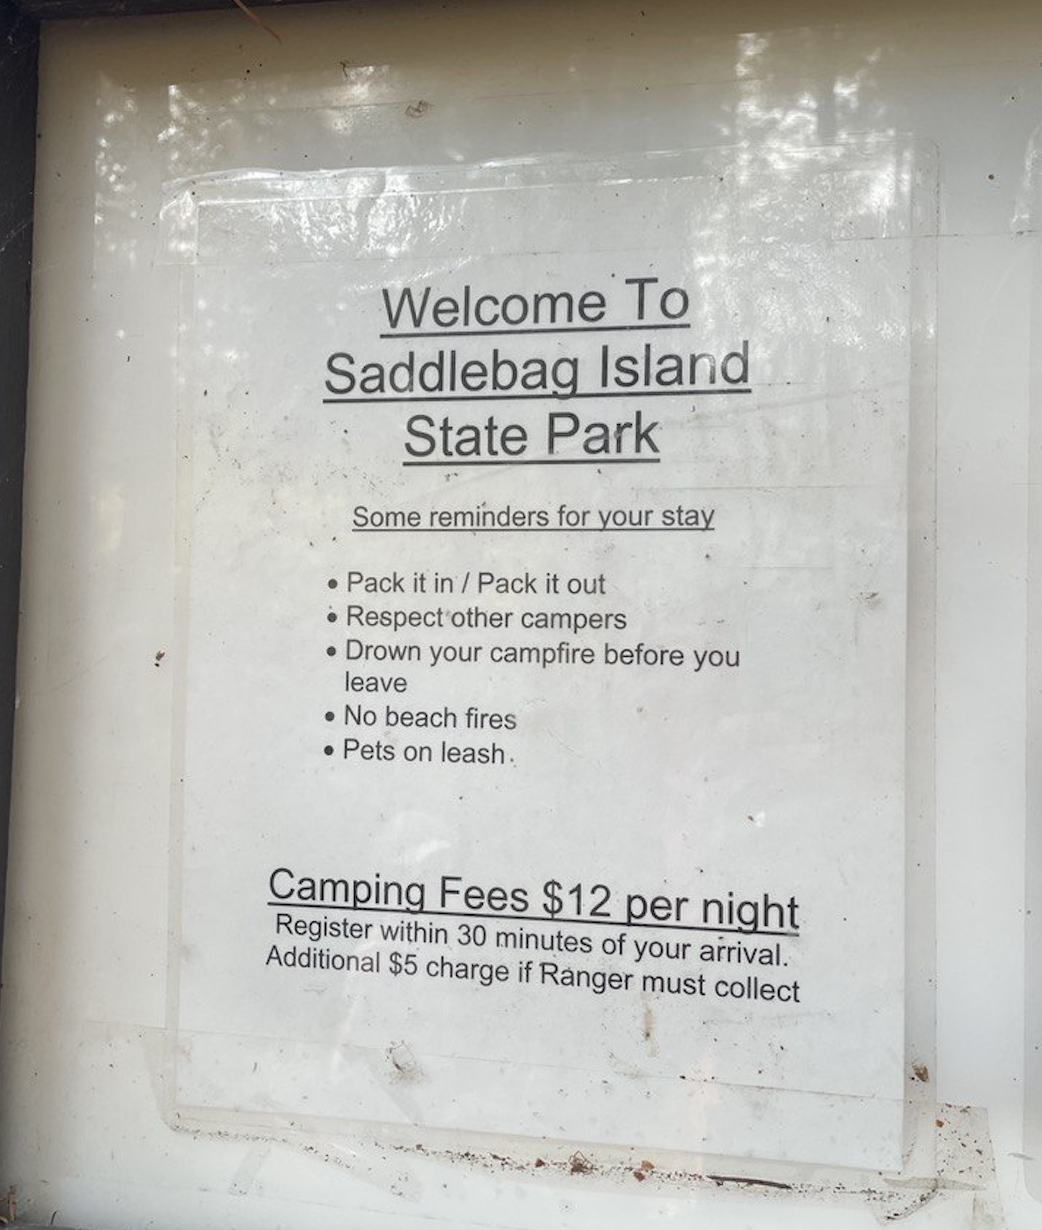 Welcome To
Saddlebag Island
State Park
Some reminders for your stay
• Pack it in / Pack it out
• Respect other campers
• Drown your campfire before you
leave
• No beach fires
• Pets on leash.
Camping Fees $12 per night
Register within 30 minutes of your arrival.
Additional $5 charge if Ranger must collect